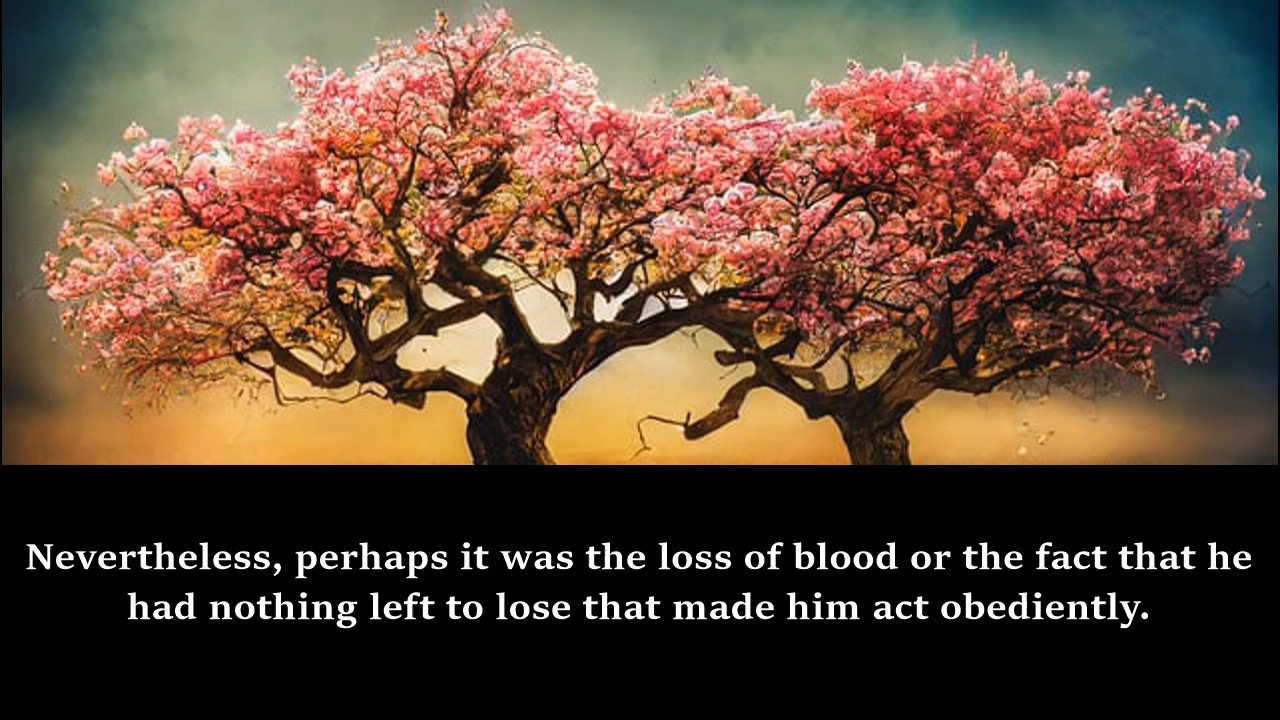 Nevertheless, perhaps it was the loss of blood or the fact that he
had nothing left to lose that made him act obediently.